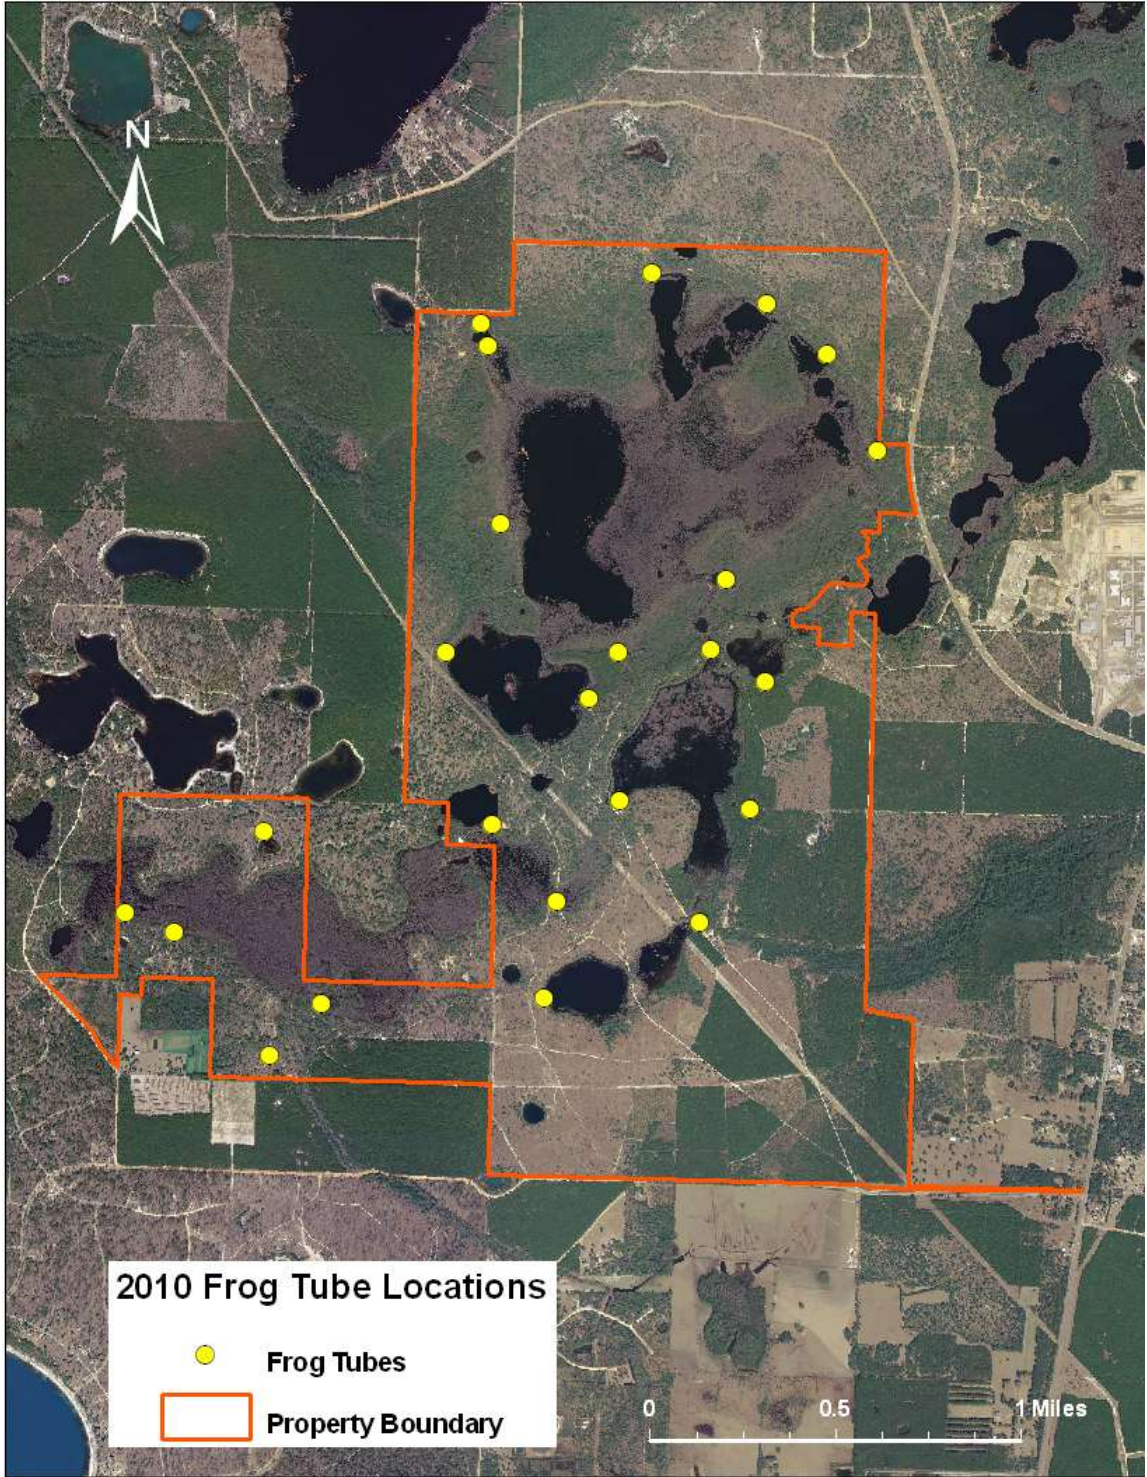 N
2010 Frog Tube Locations
Frog Tubes
Property Boundary
0 0.5 1 Miles